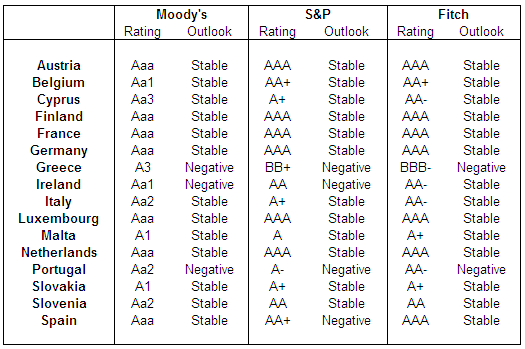 Moody's S&P Fitch
Rating Outlook Rating Outlook Rating Outlook
Austria Aaa Stable AAA Stable AAA Stable
Belgium Aa1 Stable AA+ Stable AA+ Stable
Cyprus Aa3 Stable A+ Stable AA- Stable
Finland Aaa Stable AAA Stable AAA Stable
France Aaa Stable AAA Stable AAA Stable
Germany Aaa Stable AAA Stable AAA Stable
Greece A3 Negative BB+ Negative BBB- Negative
Ireland Aa1 Negative AA Negative AA- Stable
Italy Aa2 Stable A+ Stable AA- Stable
Luxembourg Aaa Stable AAA Stable AAA Stable
Malta A1 Stable A Stable A+ Stable
Netherlands Aaa Stable AAA Stable AAA Stable
Portugal Aa2 Negative A- Negative AA- Negative
Slovakia A1 Stable A+ Stable A+ Stable
Slovenia Aa2 Stable AA Stable AA Stable
Spain Aaa Stable AA+ Negative AAA Stable